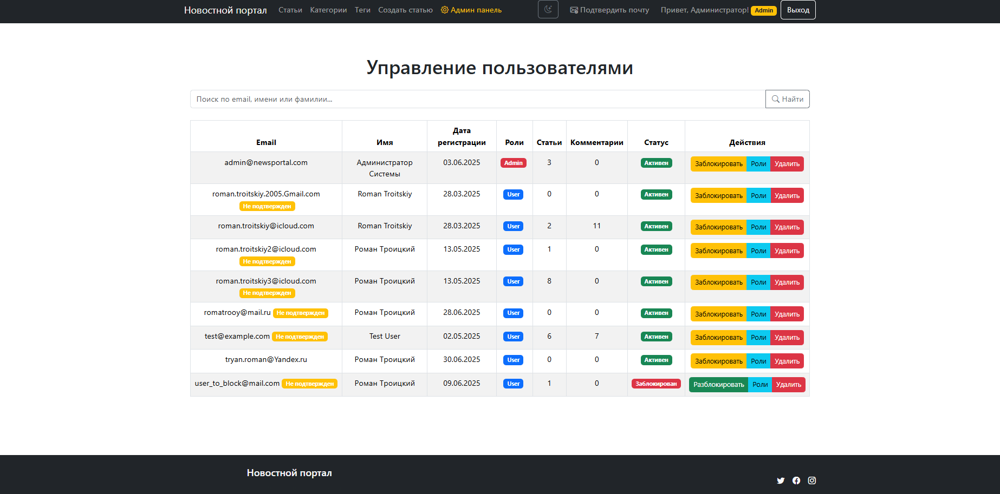 Новостной портал Статьи Категории Теги Создать статью Админ панель Подтвердить почту Привет, Администратор! Admin Выход
Управление пользователями
Поиск по email, имени или фамилии... Найти
Email Имя Дата регистрации Роли Статьи Комментарии Статус Действия
admin@newsportal.com Администратор Системы 03.06.2025 Admin 3 0 Активен Заблокировать Роли Удалить
roman.troitskiy.2005.Gmail.com Не подтвержден Roman Troitskiy 28.03.2025 User 0 0 Активен Заблокировать Роли Удалить
roman.troitskiy@icloud.com Roman Troitskiy 28.03.2025 User 2 11 Активен Заблокировать Роли Удалить
roman.troitskiy2@icloud.com Не подтвержден Роман Троицкий 13.05.2025 User 1 0 Активен Заблокировать Роли Удалить
roman.troitskiy3@icloud.com Не подтвержден Роман Троицкий 13.05.2025 User 8 0 Активен Заблокировать Роли Удалить
romatrooy@mail.ru Не подтвержден Роман Троицкий 28.06.2025 User 0 0 Активен Заблокировать Роли Удалить
test@example.com Не подтвержден Test User 02.05.2025 User 6 7 Активен Заблокировать Роли Удалить
tryan.roman@Yandex.ru Роман Троицкий 30.06.2025 User 0 0 Активен Заблокировать Роли Удалить
user_to_block@mail.com Не подтвержден Роман Троицкий 09.06.2025 User 1 0 Заблокирован Разблокировать Роли Удалить
Новостной портал